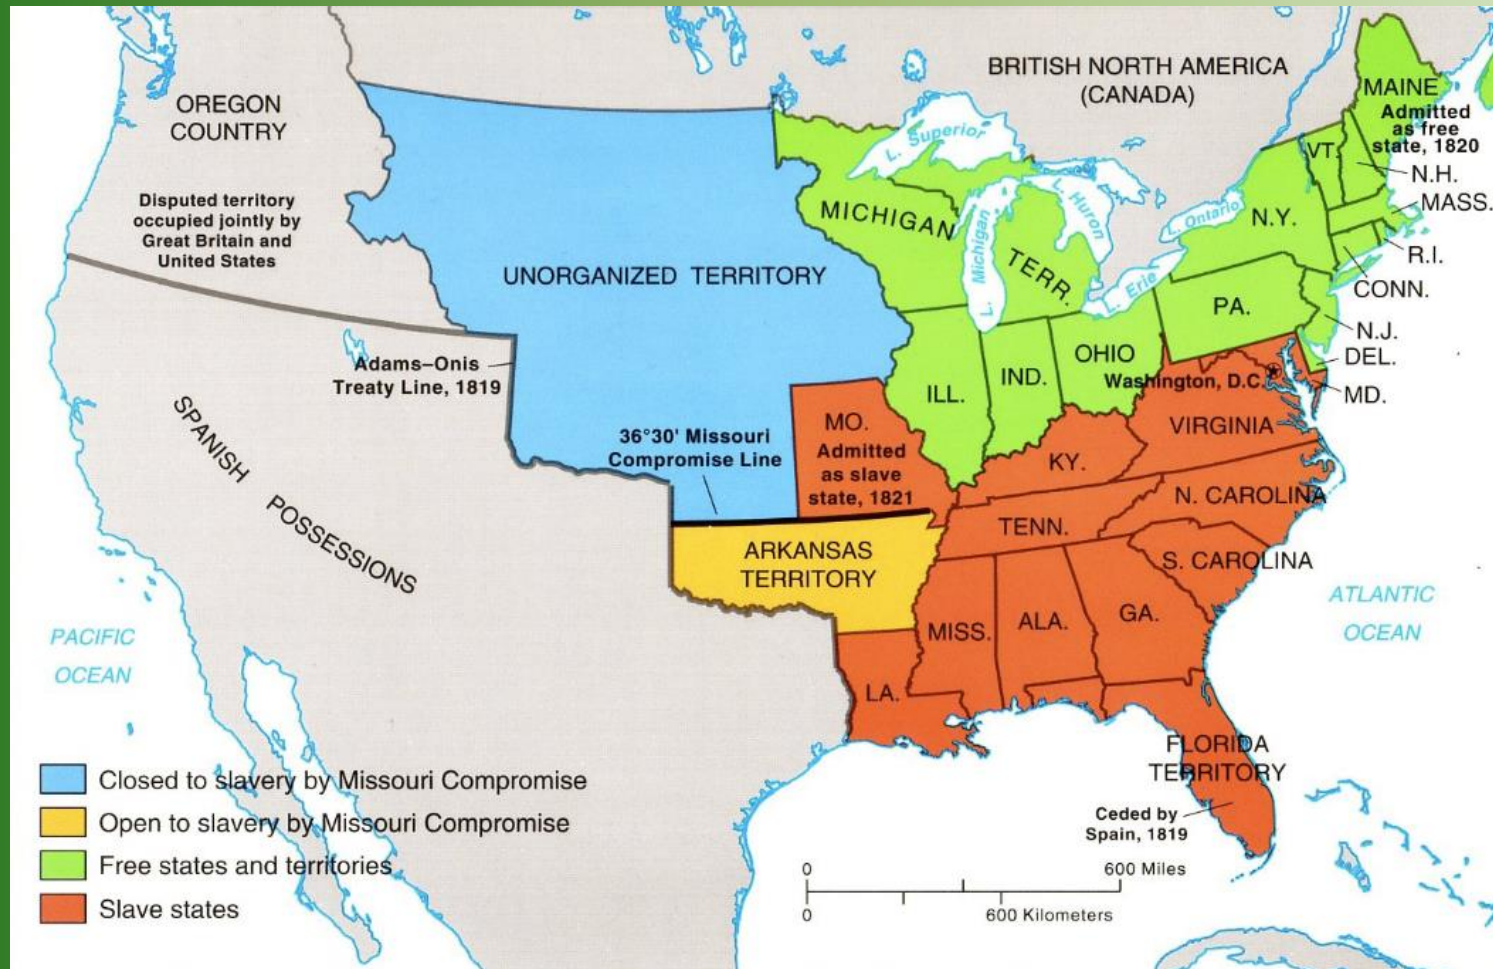 BRITISH NORTH AMERICA
(CANADA)
OREGON
COUNTRY
Disputed territory
occupied jointly by
Great Britain and
United States
MAINE
Admitted
as free
state, 1820
VT.
N.H.
MASS.
N.Y.
R.I.
CONN.
PA.
N.J.
DEL.
MD.
L. Superior
L. Michigan
L. Huron
L. Ontario
L. Erie
MICHIGAN
TERR.
UNORGANIZED TERRITORY
Adams–Onis
Treaty Line, 1819
OHIO
IND.
ILL.
Washington, D.C.
VIRGINIA
36°30' Missouri
Compromise Line
MO.
Admitted
as slave
state, 1821
KY.
N. CAROLINA
TENN.
S. CAROLINA
SPANISH POSSESSIONS
ARKANSAS
TERRITORY
MISS.
ALA.
GA.
LA.
PACIFIC
OCEAN
ATLANTIC
OCEAN
FLORIDA
TERRITORY
Ceded by
Spain, 1819
Closed to slavery by Missouri Compromise
Open to slavery by Missouri Compromise
Free states and territories
Slave states
0 600 Miles
0 600 Kilometers